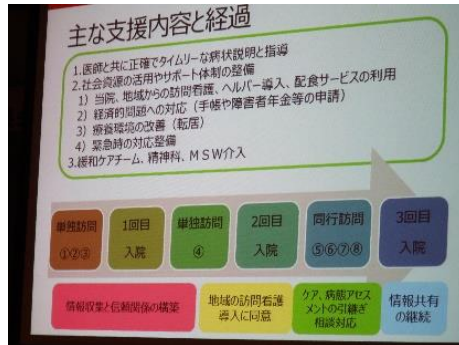 主な支援内容と経過
1.医師と共に正確でタイムリーな病状説明と指導
2.社会資源の活用やサポート体制の整備
1）当院、地域からの訪問看護、ヘルパー導入、配食サービスの利用
2）経済的問題への対応（手帳や障害者年金等の申請）
3）療養環境の改善（転居）
4）緊急時の対応整備
3.緩和ケアチーム、精神科、ＭＳＷ介入
単独訪問
①②③
1回目
入院
単独訪問
④
2回目
入院
同行訪問
⑤⑥⑦⑧
3回目
入院
情報収集と信頼関係の構築
地域の訪問看護
導入に同意
ケア、病態アセス
メントの引継ぎ
相談対応
情報共有
の継続